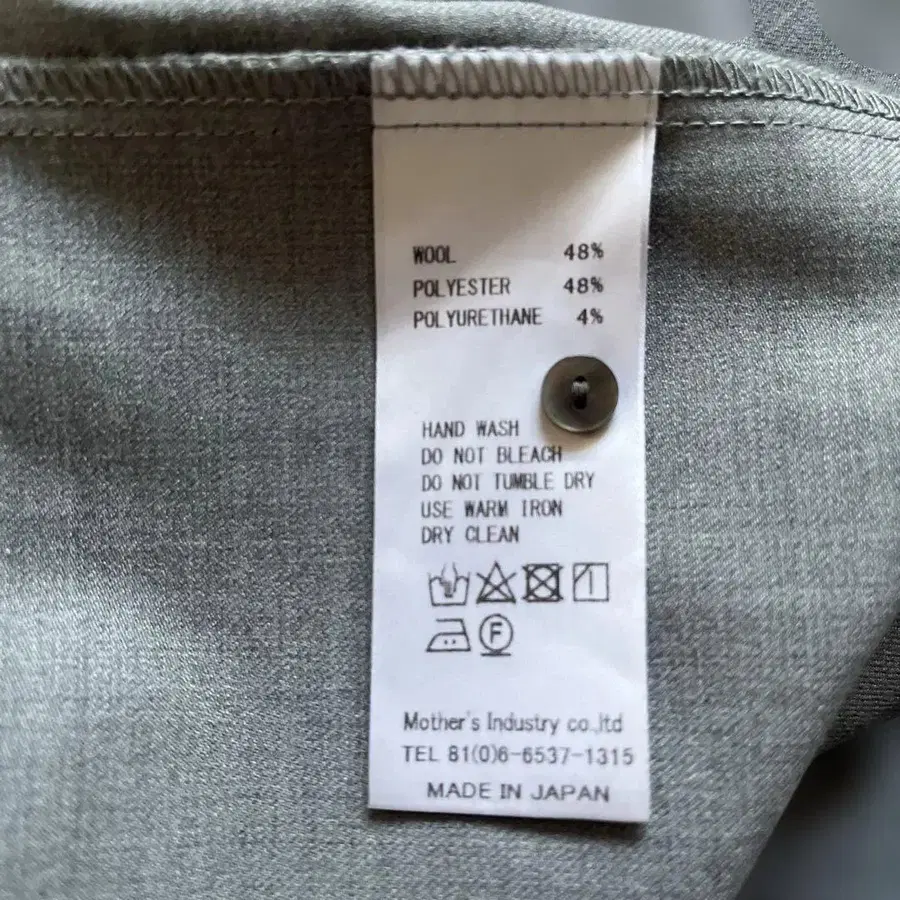 WOOL 48%
POLYESTER 48%
POLYURETHANE 4%
HAND WASH
DO NOT BLEACH
DO NOT TUMBLE DRY
USE WARM IRON
DRY CLEAN
F
Mother's Industry co.,ltd
TEL 81(0)6-6537-1315
MADE IN JAPAN